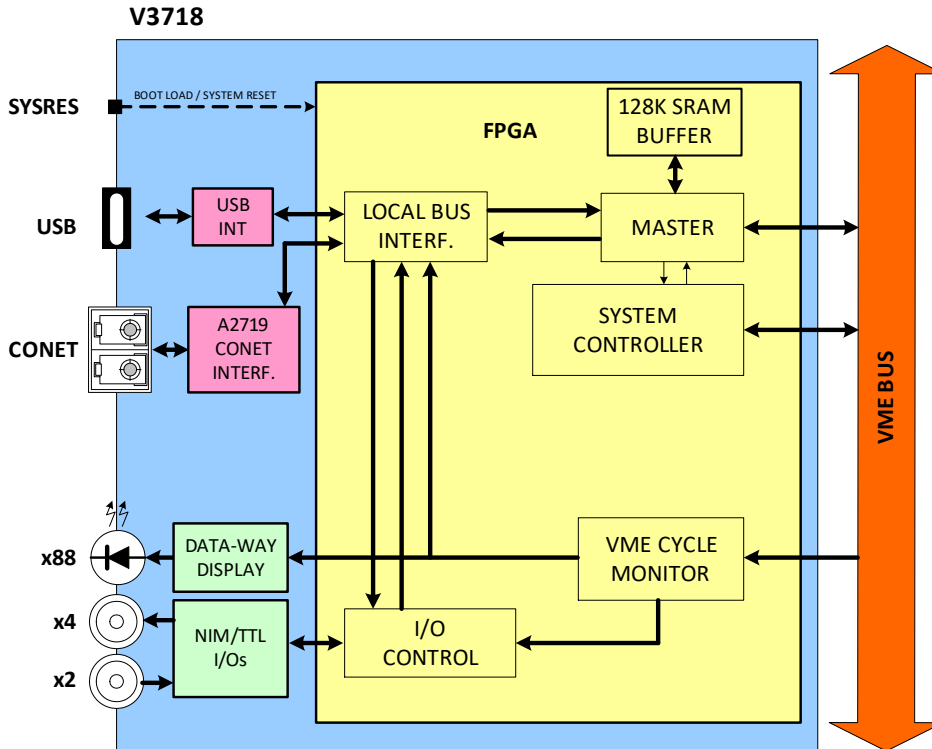 V3718
SYSRES
BOOT LOAD / SYSTEM RESET
FPGA
128K SRAM
BUFFER
USB
USB
INT
LOCAL BUS
INTERF.
MASTER
CONET
A2719
CONET
INTERF.
SYSTEM
CONTROLLER
VME BUS
x88
DATA-WAY
DISPLAY
VME CYCLE
MONITOR
x4
x2
NIM/TTL
I/Os
I/O
CONTROL